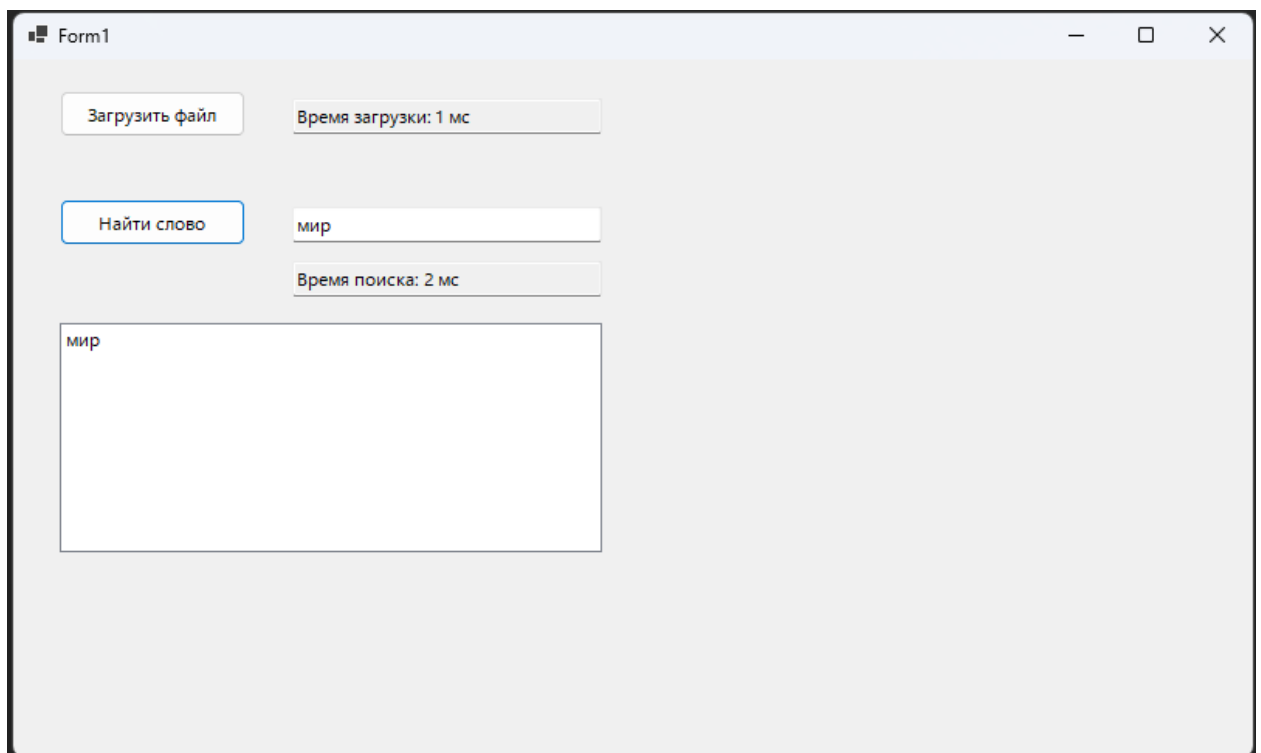 Form1
Загрузить файл
Время загрузки: 1 мс
Найти слово
мир
Время поиска: 2 мс
мир